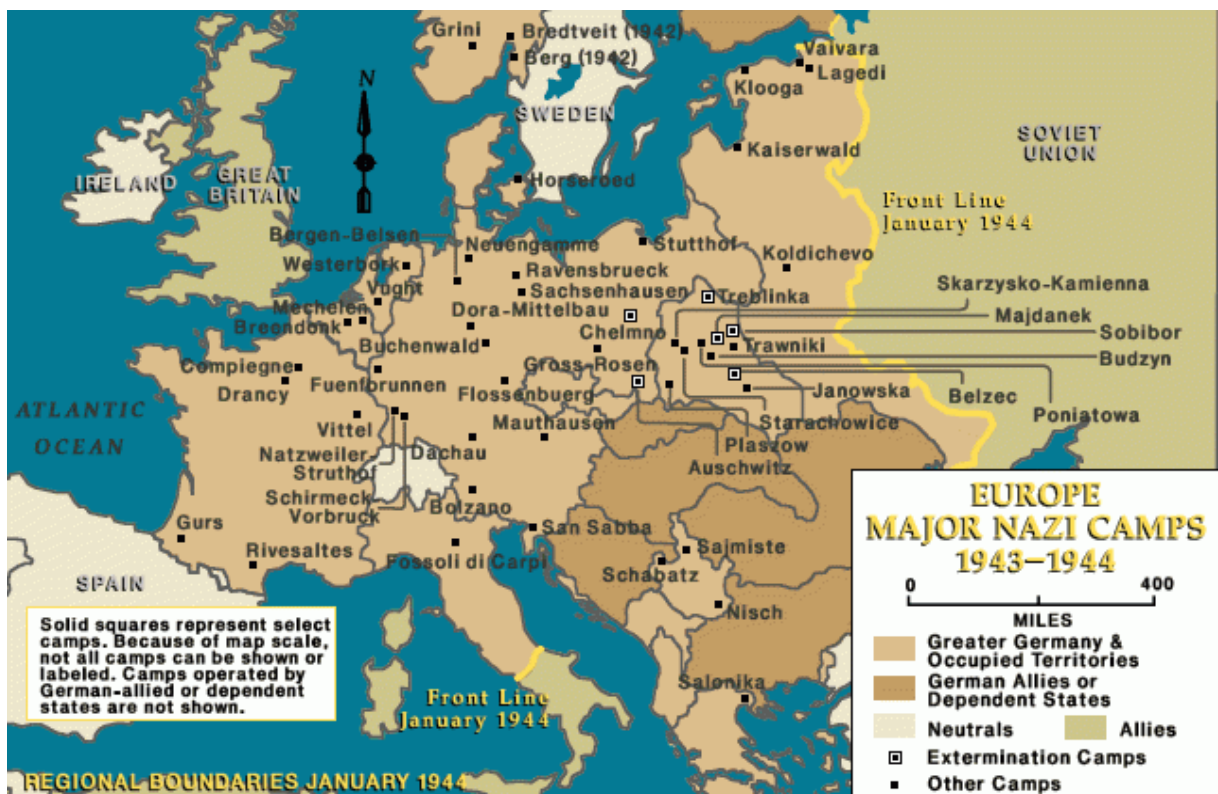 Grini
Bredtveit (1942)
Berg (1942)
Vaivara
Lagedi
Klooga
N
SWEDEN
SOVIET
UNION
Kaiserwald
IRELAND
GREAT
BRITAIN
Horseroed
Front Line
January 1944
Bergen-Belsen
Neuengamme
Stutthof
Koldichevo
Westerbork
Ravensbrueck
Skarzysko-Kamienna
Vught
Sachsenhausen
Treblinka
Mechelen
Dora-Mittelbau
Majdanek
Breendonk
Chelmno
Sobibor
Buchenwald
Trawniki
Budzyn
Compiegne
Gross-Rosen
Drancy
Fuenfbrunnen
Flossenbuerg
Janowska
Belzec
ATLANTIC
OCEAN
Vittel
Mauthausen
Starachowice
Poniatowa
Natzweiler-
Struthof
Dachau
Plaszow
Auschwitz
Schirmeck
Vorbruck
Bolzano
EUROPE
MAJOR NAZI CAMPS
1943–1944
Gurs
San Sabba
Sajmiste
Rivesaltes
Fossoli di Carpi
Schabatz
SPAIN
Nisch
0 400
MILES
Solid squares represent select
camps. Because of map scale,
not all camps can be shown or
labeled. Camps operated by
German-allied or dependent
states are not shown.
Greater Germany &
Occupied Territories
German Allies or
Dependent States
Salonika
Front Line
January 1944
Neutrals Allies
Extermination Camps
Other Camps
REGIONAL BOUNDARIES JANUARY 1944